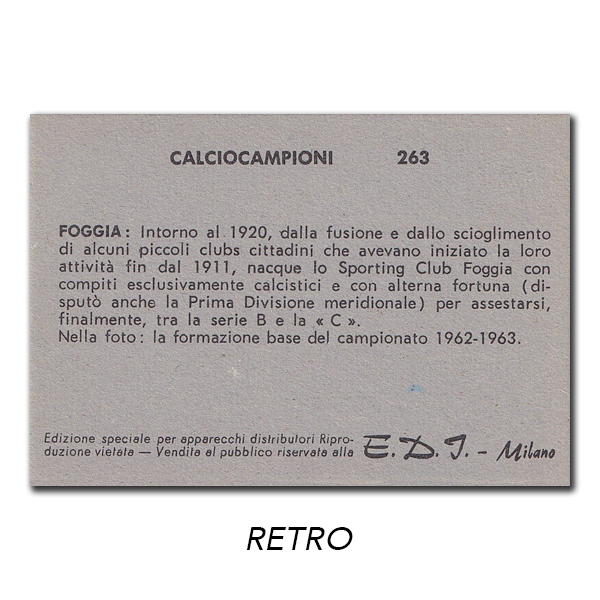 CALCIOCAMPIONI 263
FOGGIA: Intorno al 1920, dalla fusione e dallo scioglimento
di alcuni piccoli clubs cittadini che avevano iniziato la loro
attività fin dal 1911, nacque lo Sporting Club Foggia con
compiti esclusivamente calcistici e con alterna fortuna (di-
sputò anche la Prima Divisione meridionale) per assestarsi,
finalmente, tra la serie B e la « C ».
Nella foto: la formazione base del campionato 1962-1963.
Edizione speciale per apparecchi distributori Ripro-
duzione vietata — Vendita al pubblico riservata alla
E. D. I. - Milano
RETRO